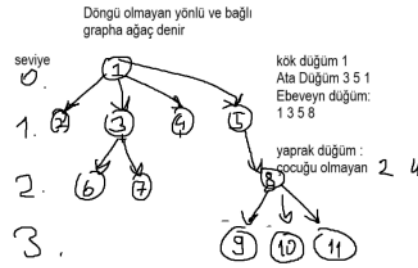 Döngü olmayan yönlü ve bağlı
grapha ağaç denir
seviye
0.
1
kök düğüm 1
Ata Düğüm 3 5 1
Ebeveyn düğüm:
1 3 5 8
1. 2 3 4 5
yaprak düğüm :
çocuğu olmayan 2 4
2. 6 7 8
3. 9 10 11